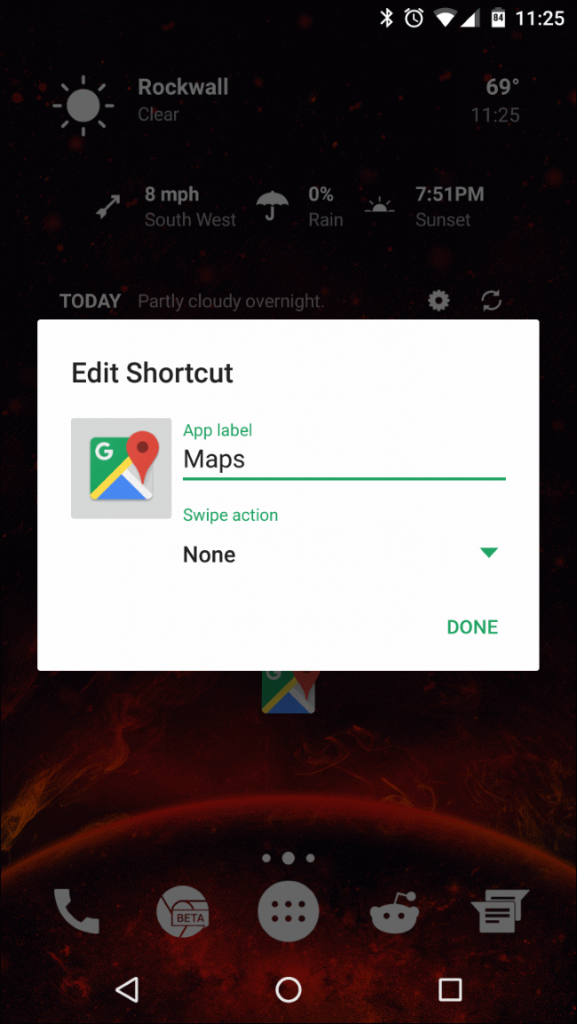 84 11:25
Rockwall 69°
Clear 11:25
8 mph 0% 7:51PM
South West Rain Sunset
TODAY Partly cloudy overnight.
Edit Shortcut
G
App label
Maps
Swipe action
None
DONE
G
BETA